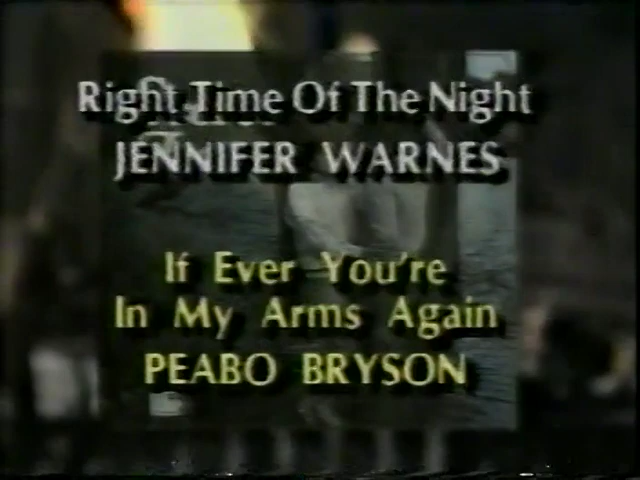 Right Time Of The Night
JENNIFER WARNES
If Ever You're
In My Arms Again
PEABO BRYSON